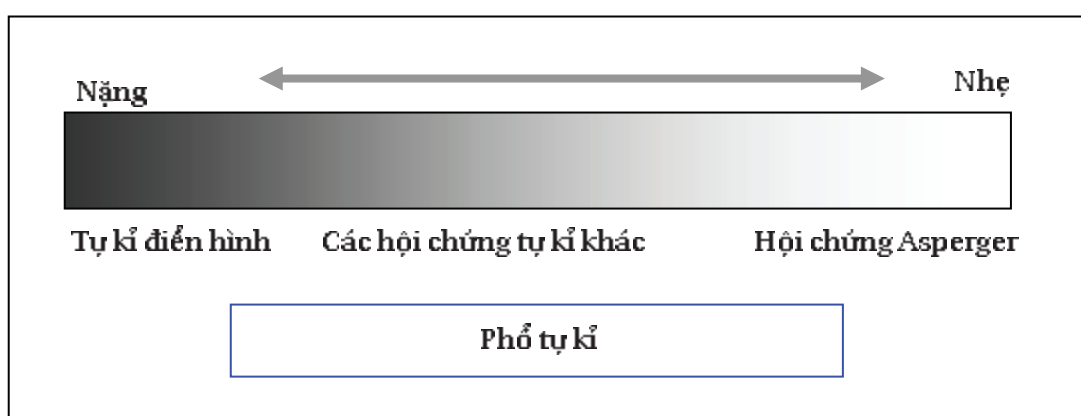 Nặng Nhẹ
Tự kỉ điển hình Các hội chứng tự kỉ khác Hội chứng Asperger
Phổ tự kỉ